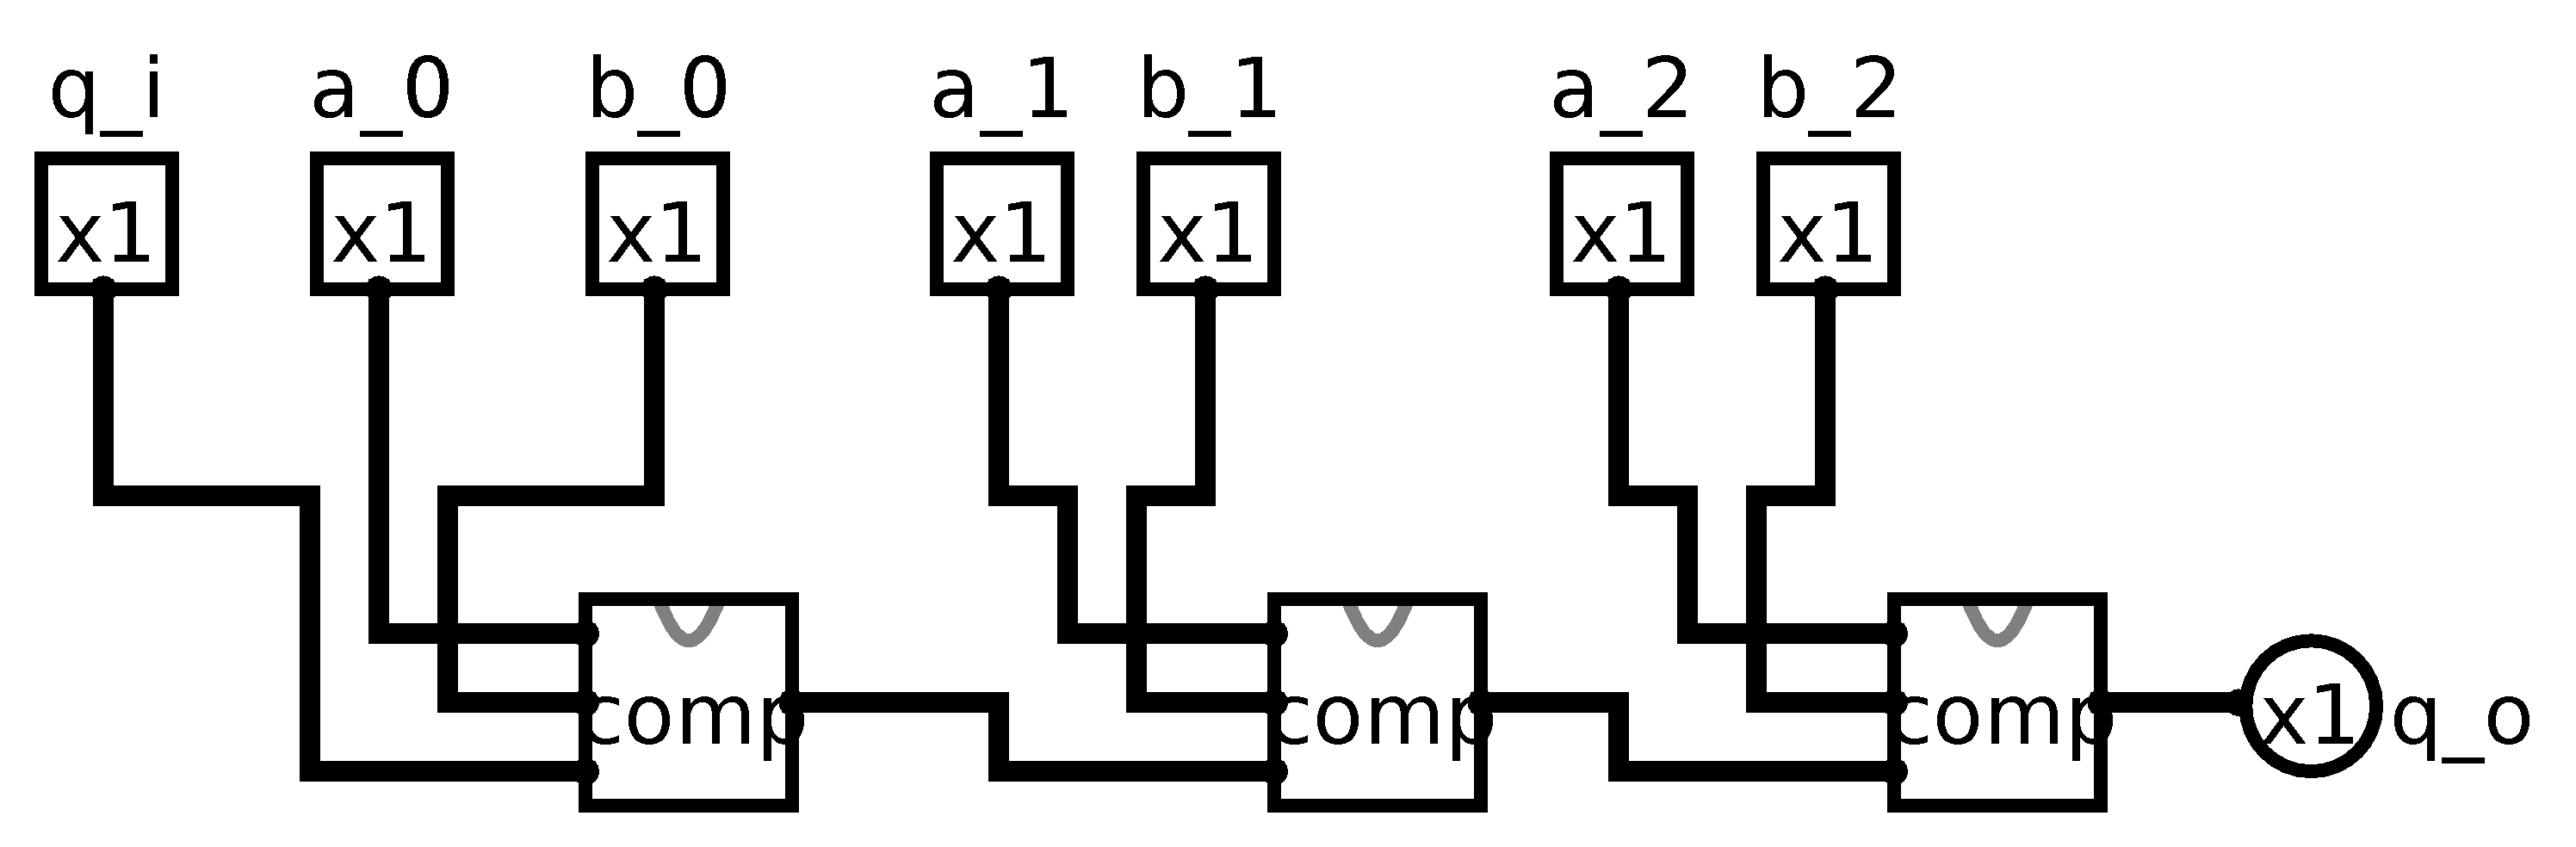 q_i a_0 b_0 a_1 b_1 a_2 b_2
x1 x1 x1 x1 x1 x1 x1
comp comp comp x1 q_o